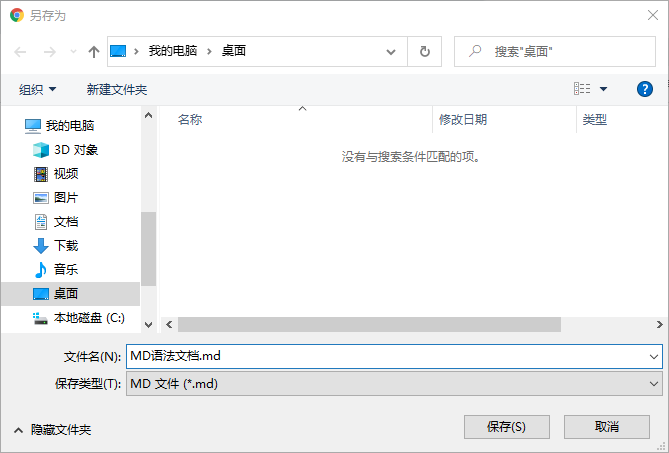 另存为
我的电脑 桌面
搜索"桌面"
组织 新建文件夹
我的电脑
3D 对象
视频
图片
文档
下载
音乐
桌面
本地磁盘 (C:)
名称 修改日期 类型
没有与搜索条件匹配的项。
文件名(N): MD语法文档.md
保存类型(T): MD 文件 (*.md)
隐藏文件夹 保存(S) 取消